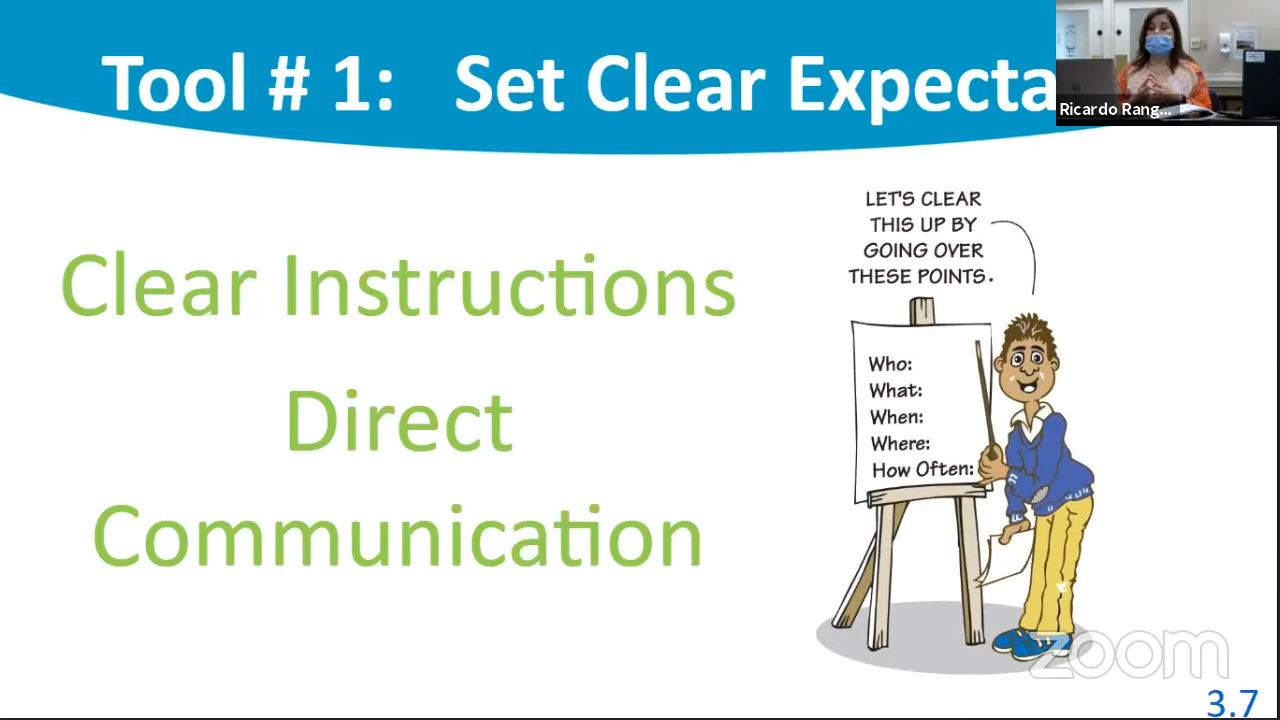 Tool # 1: Set Clear Expecta
Ricardo Rang...
LET'S CLEAR
THIS UP BY
GOING OVER
THESE POINTS.
Clear Instructions
Direct
Communication
Who:
What:
When:
Where:
How Often:
zoom
3.7